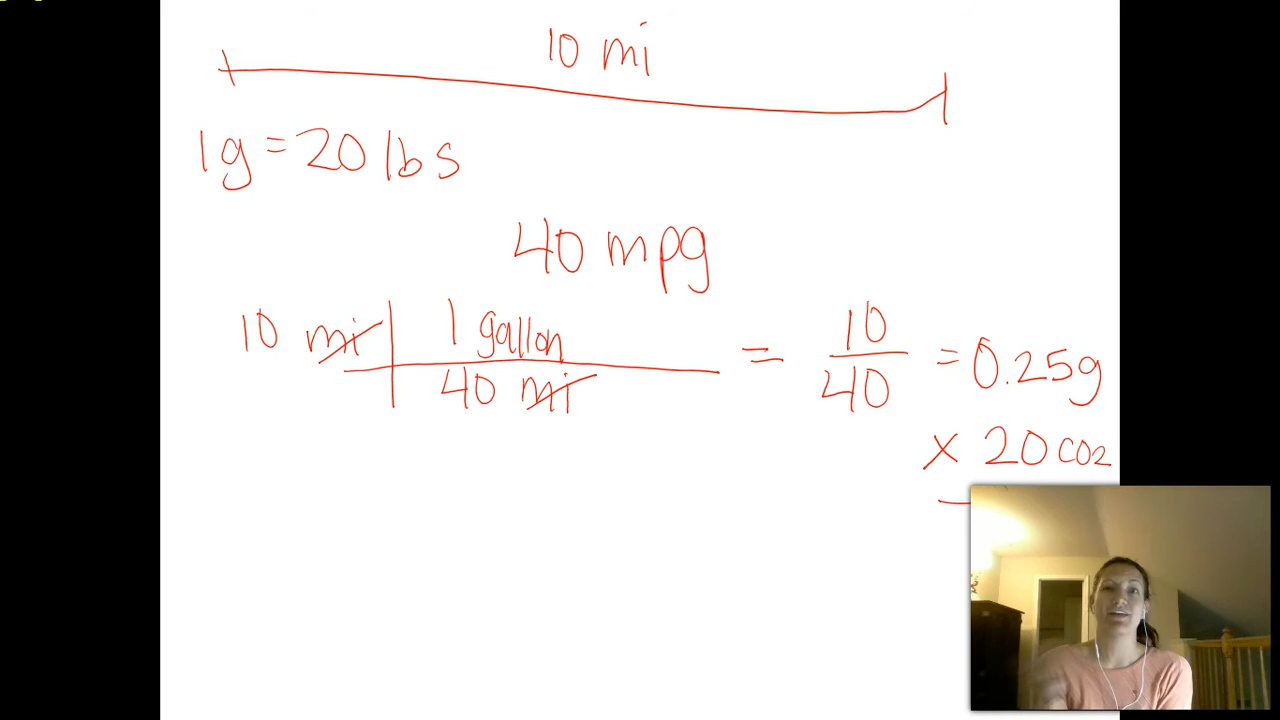 10 mi
1g = 20 lbs
40 mpg
10 mi | 1 gallon = 10 = 0.25g
40 mi 40
x 20 CO2